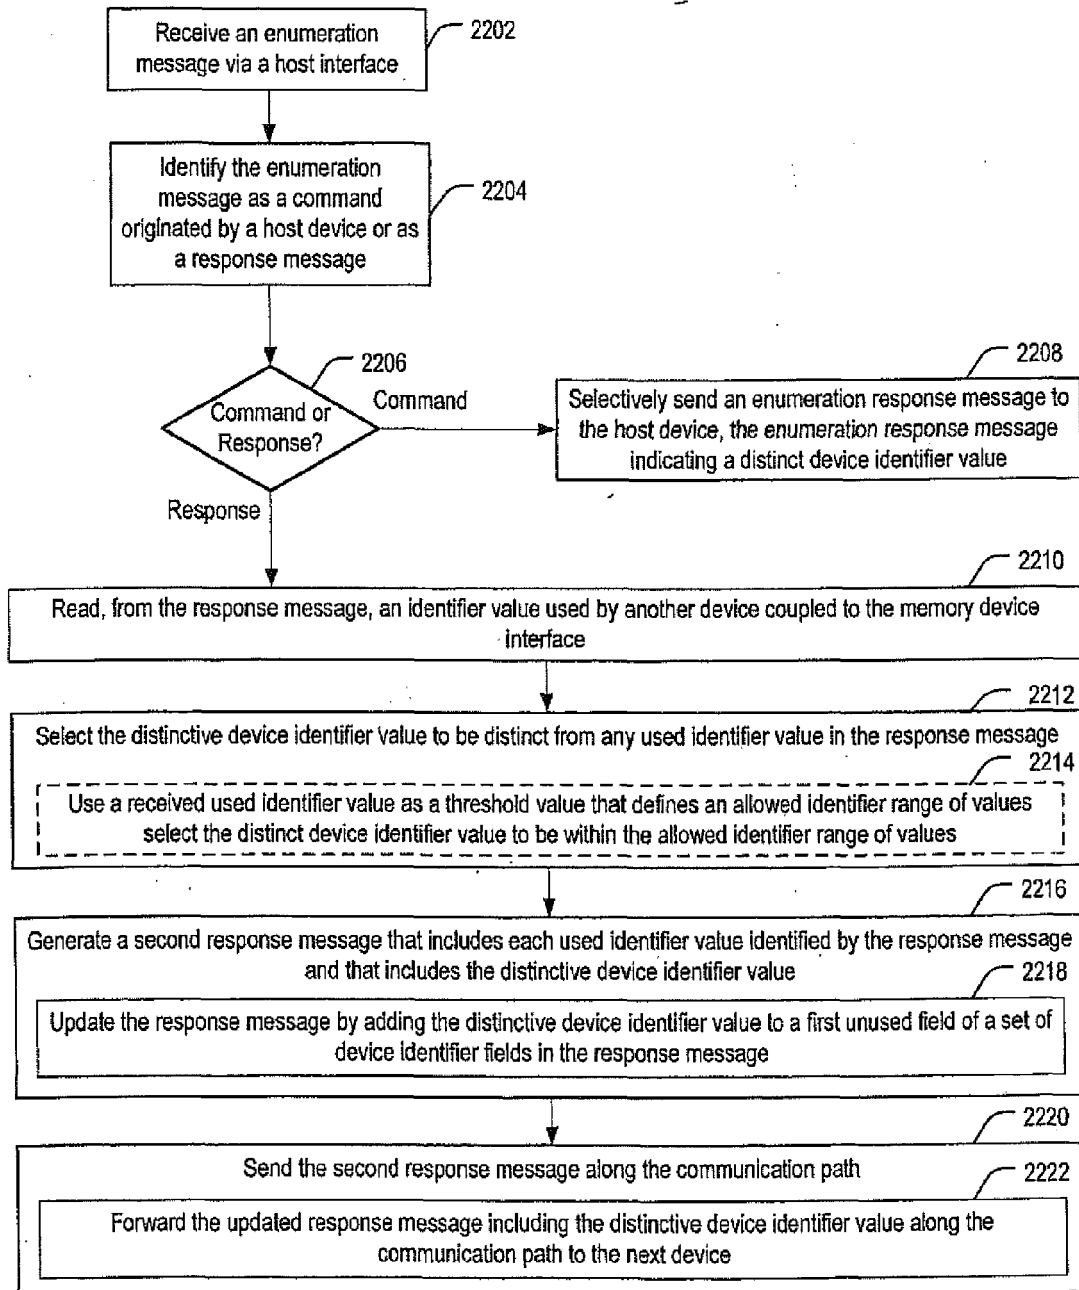 Receive an enumeration
message via a host interface
2202
Identify the enumeration
message as a command
originated by a host device or as
a response message
2204
2206
Command or
Response?
Command
Response
2208
Selectively send an enumeration response message to
the host device, the enumeration response message
indicating a distinct device identifier value
2210
Read, from the response message, an identifier value used by another device coupled to the memory device
interface
2212
Select the distinctive device identifier value to be distinct from any used identifier value in the response message
2214
Use a received used identifier value as a threshold value that defines an allowed identifier range of values
select the distinct device identifier value to be within the allowed identifier range of values
2216
Generate a second response message that includes each used identifier value identified by the response message
and that includes the distinctive device identifier value
2218
Update the response message by adding the distinctive device identifier value to a first unused field of a set of
device identifier fields in the response message
2220
Send the second response message along the communication path
2222
Forward the updated response message including the distinctive device identifier value along the
communication path to the next device